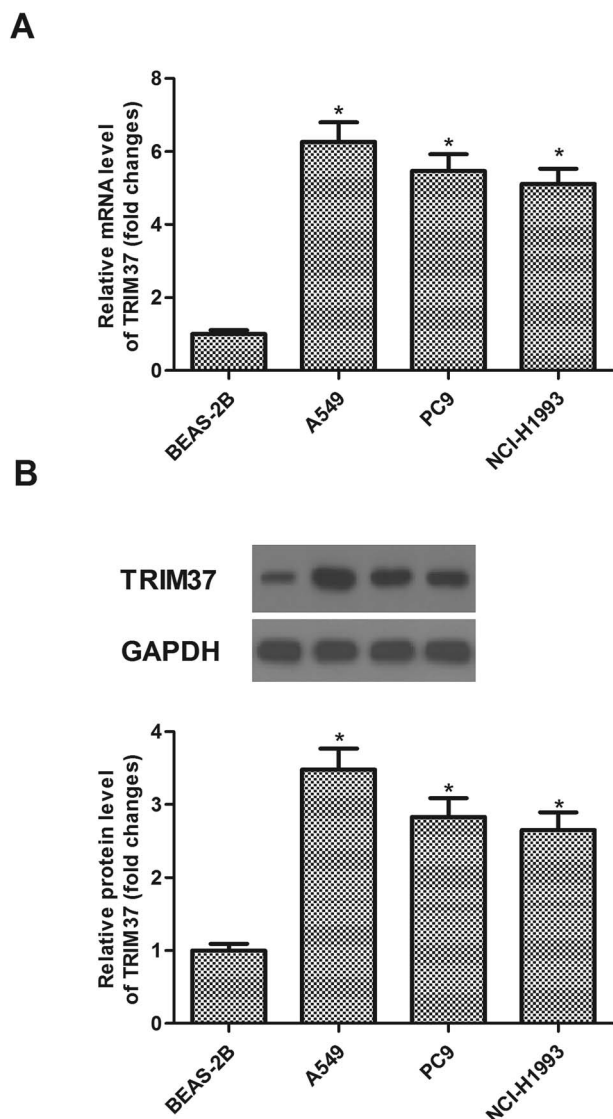 A
Relative mRNA level
of TRIM37 (fold changes)
8
6
4
2
0
*
*
*
BEAS-2B
A549
PC9
NCI-H1993
B
TRIM37
GAPDH
Relative protein level
of TRIM37 (fold changes)
4
3
2
1
0
*
*
*
BEAS-2B
A549
PC9
NCI-H1993